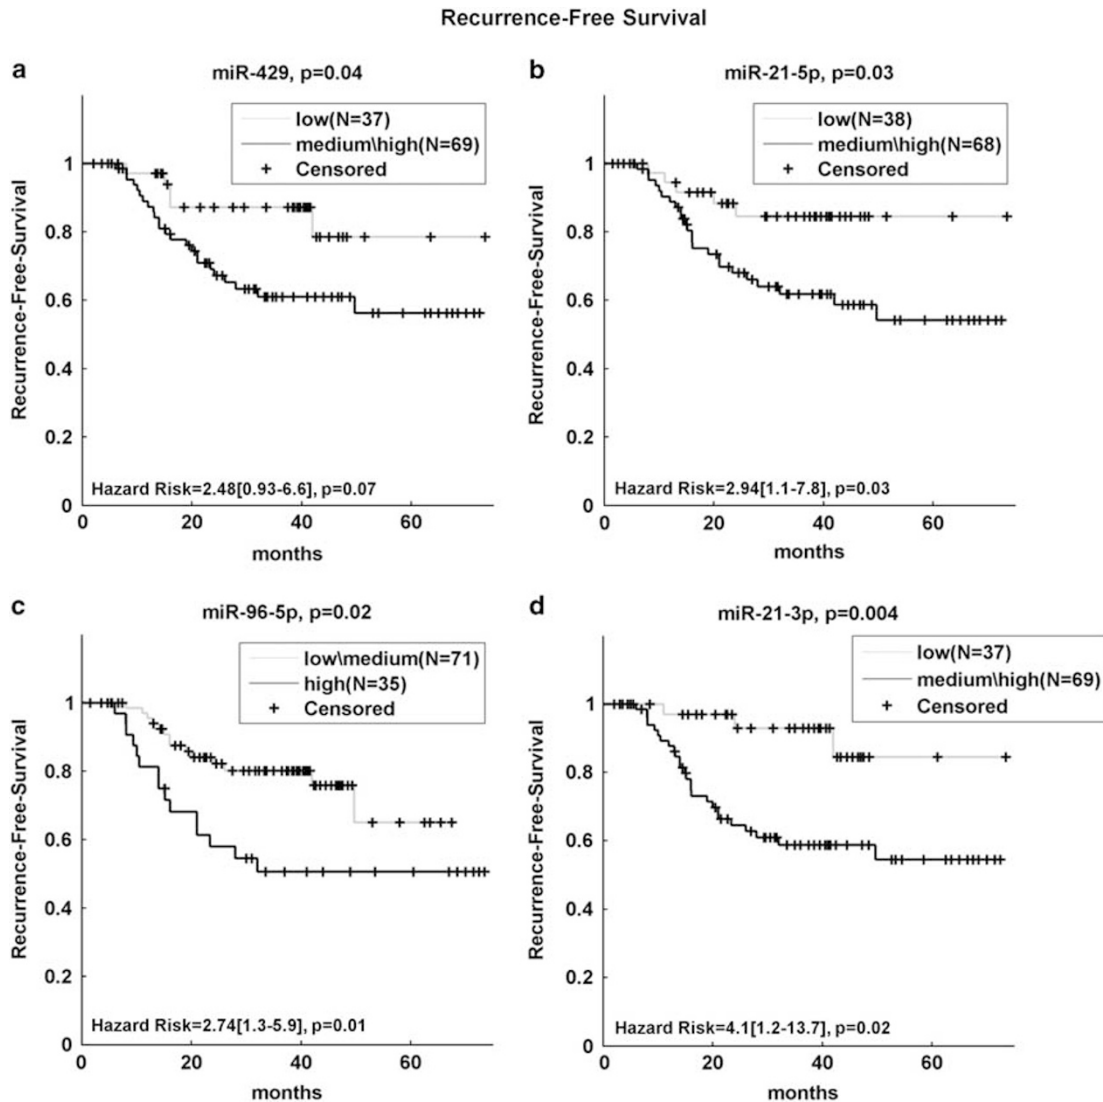 Recurrence-Free Survival
a
miR-429, p=0.04
low(N=37)
medium\high(N=69)
Censored
Recurrence-Free-Survival
1
0.8
0.6
0.4
0.2
0
Hazard Risk=2.48[0.93-6.6], p=0.07
0 20 40 60
months
b
miR-21-5p, p=0.03
low(N=38)
medium\high(N=68)
Censored
Recurrence-Free-Survival
1
0.8
0.6
0.4
0.2
0
Hazard Risk=2.94[1.1-7.8], p=0.03
0 20 40 60
months
c
miR-96-5p, p=0.02
low\medium(N=71)
high(N=35)
Censored
Recurrence-Free-Survival
1
0.8
0.6
0.4
0.2
0
Hazard Risk=2.74[1.3-5.9], p=0.01
0 20 40 60
months
d
miR-21-3p, p=0.004
low(N=37)
medium\high(N=69)
Censored
Recurrence-Free-Survival
1
0.8
0.6
0.4
0.2
0
Hazard Risk=4.1[1.2-13.7], p=0.02
0 20 40 60
months